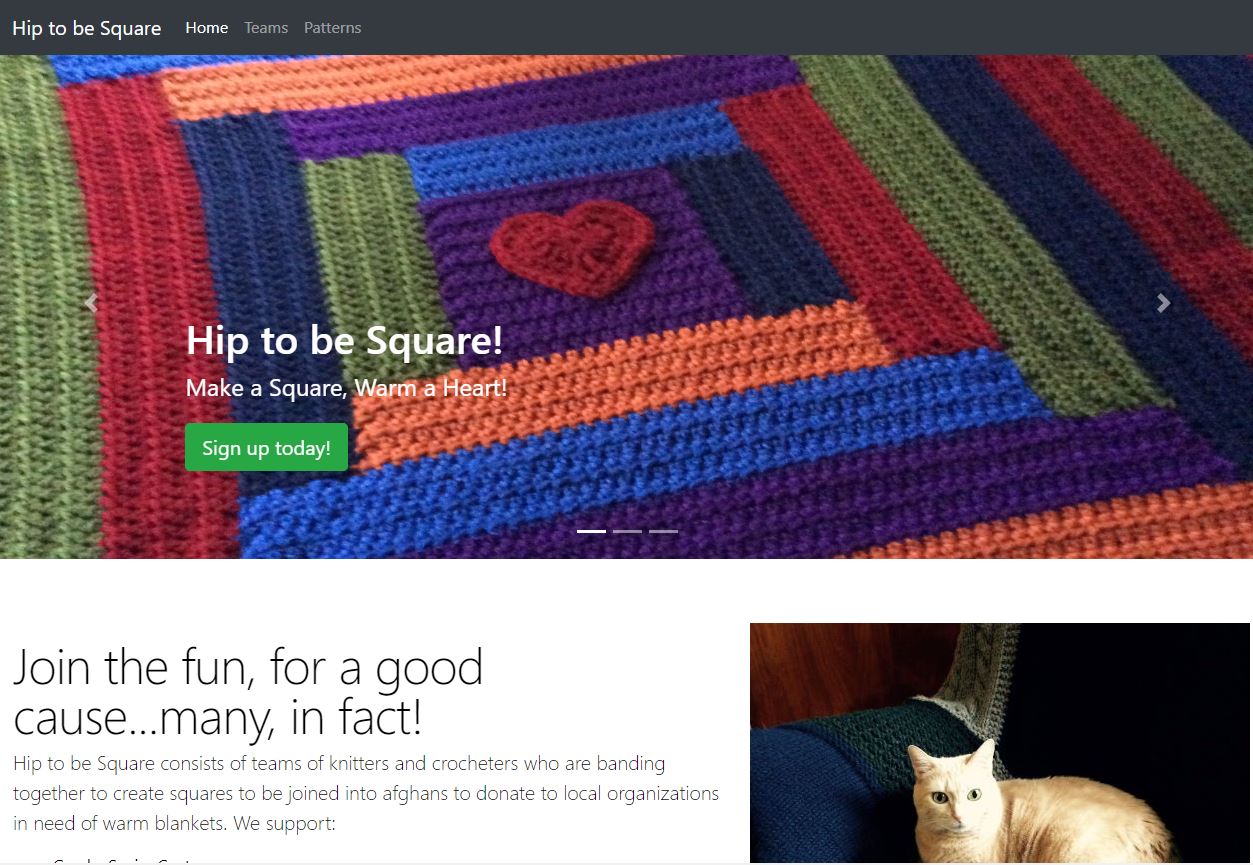 Hip to be Square Home Teams Patterns
Hip to be Square!
Make a Square, Warm a Heart!
Sign up today!
Join the fun, for a good
cause...many, in fact!
Hip to be Square consists of teams of knitters and crocheters who are banding
together to create squares to be joined into afghans to donate to local organizations
in need of warm blankets. We support: